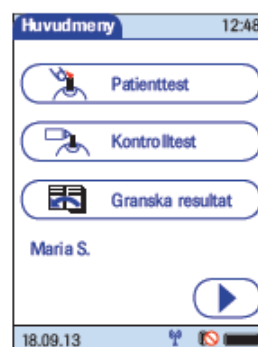 Huvudmeny 12:48
Patienttest
Kontrolltest
Granska resultat
Maria S.
18.09.13